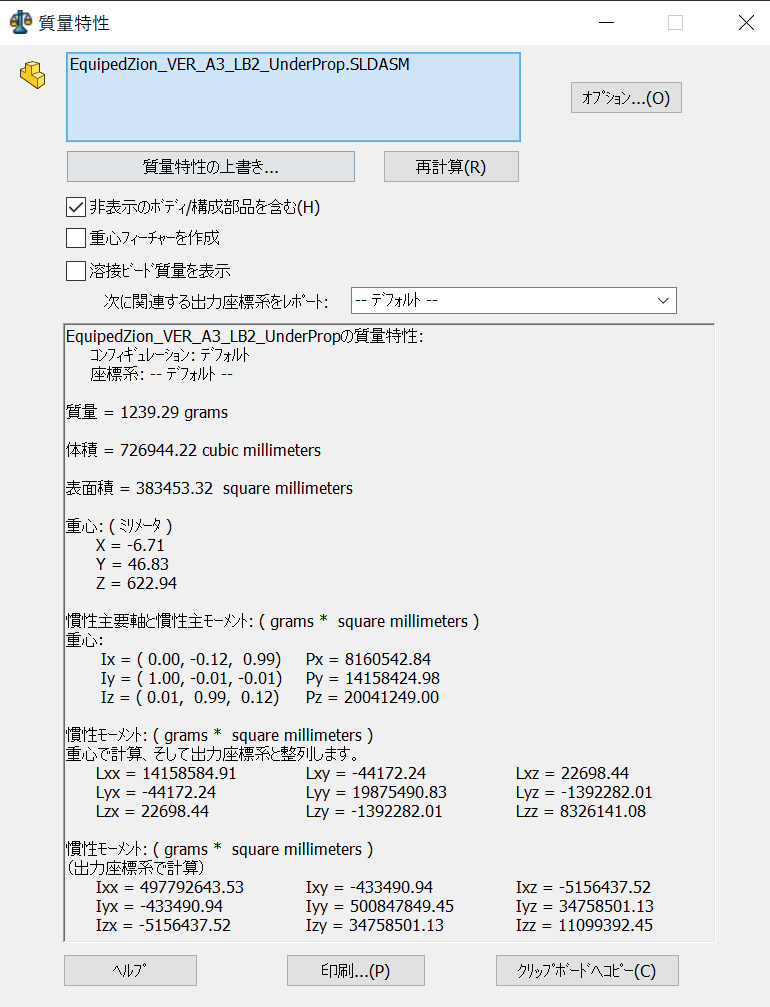 質量特性
EquipedZion_VER_A3_LB2_UnderProp.SLDASM
ｵﾌﾟｼｮﾝ...(O)
質量特性の上書き...
再計算(R)
非表示のﾎﾞﾃﾞｨ/構成部品を含む(H)
重心ﾌｨｰﾁｬｰを作成
溶接ﾋﾞｰﾄﾞ質量を表示
次に関連する出力座標系をﾚﾎﾟｰﾄ:
-- ﾃﾞﾌｫﾙﾄ --
EquipedZion_VER_A3_LB2_UnderPropの質量特性:
ｺﾝﾌｨｷﾞｭﾚｰｼｮﾝ: ﾃﾞﾌｫﾙﾄ
座標系: -- ﾃﾞﾌｫﾙﾄ --
質量 = 1239.29 grams
体積 = 726944.22 cubic millimeters
表面積 = 383453.32  square millimeters
重心: ( ﾐﾘﾒｰﾀ )
X = -6.71
Y = 46.83
Z = 622.94
慣性主要軸と慣性主ﾓｰﾒﾝﾄ: ( grams *  square millimeters )
重心:
Ix = ( 0.00, -0.12,  0.99) Px = 8160542.84
Iy = ( 1.00, -0.01, -0.01) Py = 14158424.98
Iz = ( 0.01,  0.99,  0.12) Pz = 20041249.00
慣性ﾓｰﾒﾝﾄ: ( grams *  square millimeters )
重心で計算、そして出力座標系と整列します。
Lxx = 14158584.91 Lxy = -44172.24 Lxz = 22698.44
Lyx = -44172.24 Lyy = 19875490.83 Lyz = -1392282.01
Lzx = 22698.44 Lzy = -1392282.01 Lzz = 8326141.08
慣性ﾓｰﾒﾝﾄ: ( grams *  square millimeters )
（出力座標系で計算）
Ixx = 497792643.53 Ixy = -433490.94 Ixz = -5156437.52
Iyx = -433490.94 Iyy = 500847849.45 Iyz = 34758501.13
Izx = -5156437.52 Izy = 34758501.13 Izz = 11099392.45
ﾍﾙﾌﾟ
印刷...(P)
ｸﾘｯﾌﾟﾎﾞｰﾄﾞへｺﾋﾟｰ(C)